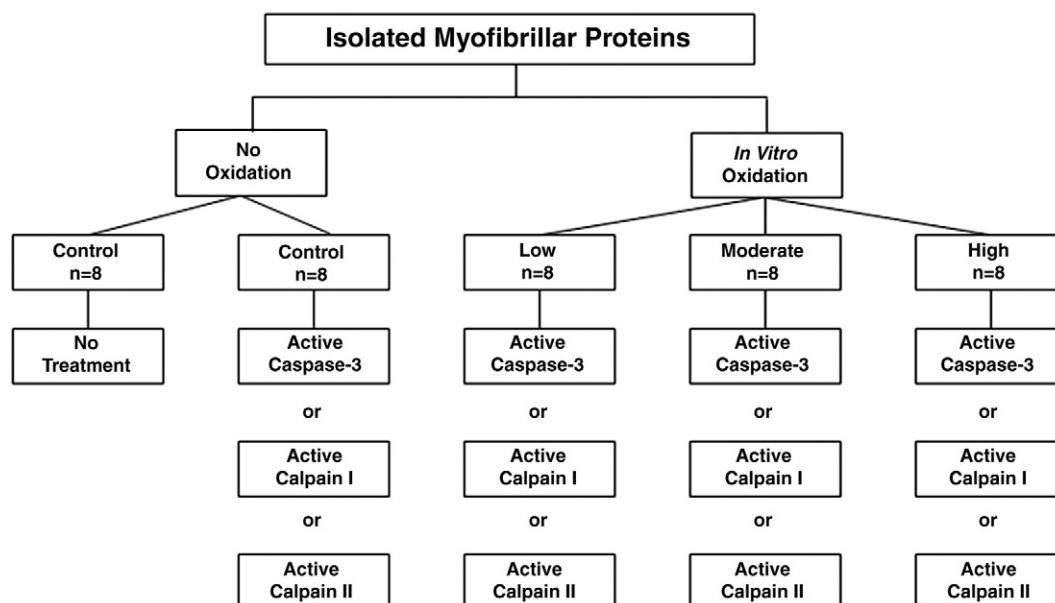 Isolated Myofibrillar Proteins
No
Oxidation
In Vitro
Oxidation
Control
n=8
Control
n=8
Low
n=8
Moderate
n=8
High
n=8
No
Treatment
Active
Caspase-3
Active
Caspase-3
Active
Caspase-3
Active
Caspase-3
or
or
or
or
Active
Calpain I
Active
Calpain I
Active
Calpain I
Active
Calpain I
or
or
or
or
Active
Calpain II
Active
Calpain II
Active
Calpain II
Active
Calpain II